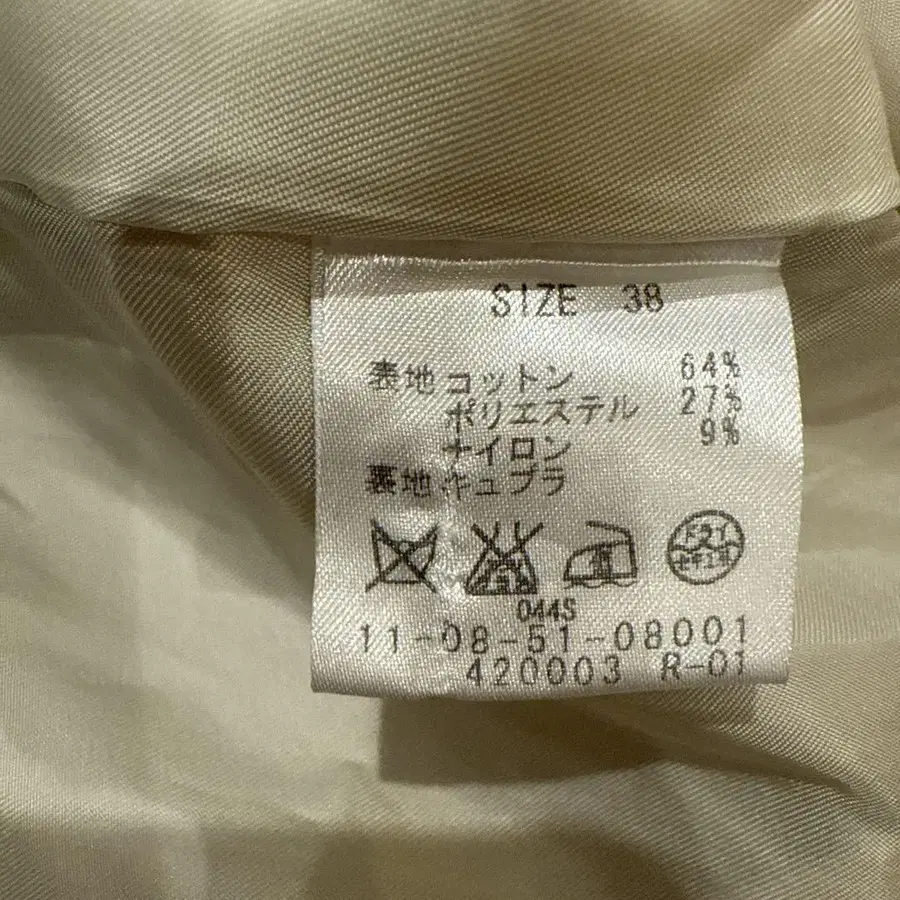 SIZE 38
表地 コットン 64%
ポリエステル 27%
ナイロン 9%
裏地 キュプラ
044S
11-08-51-08001
420003 R-01